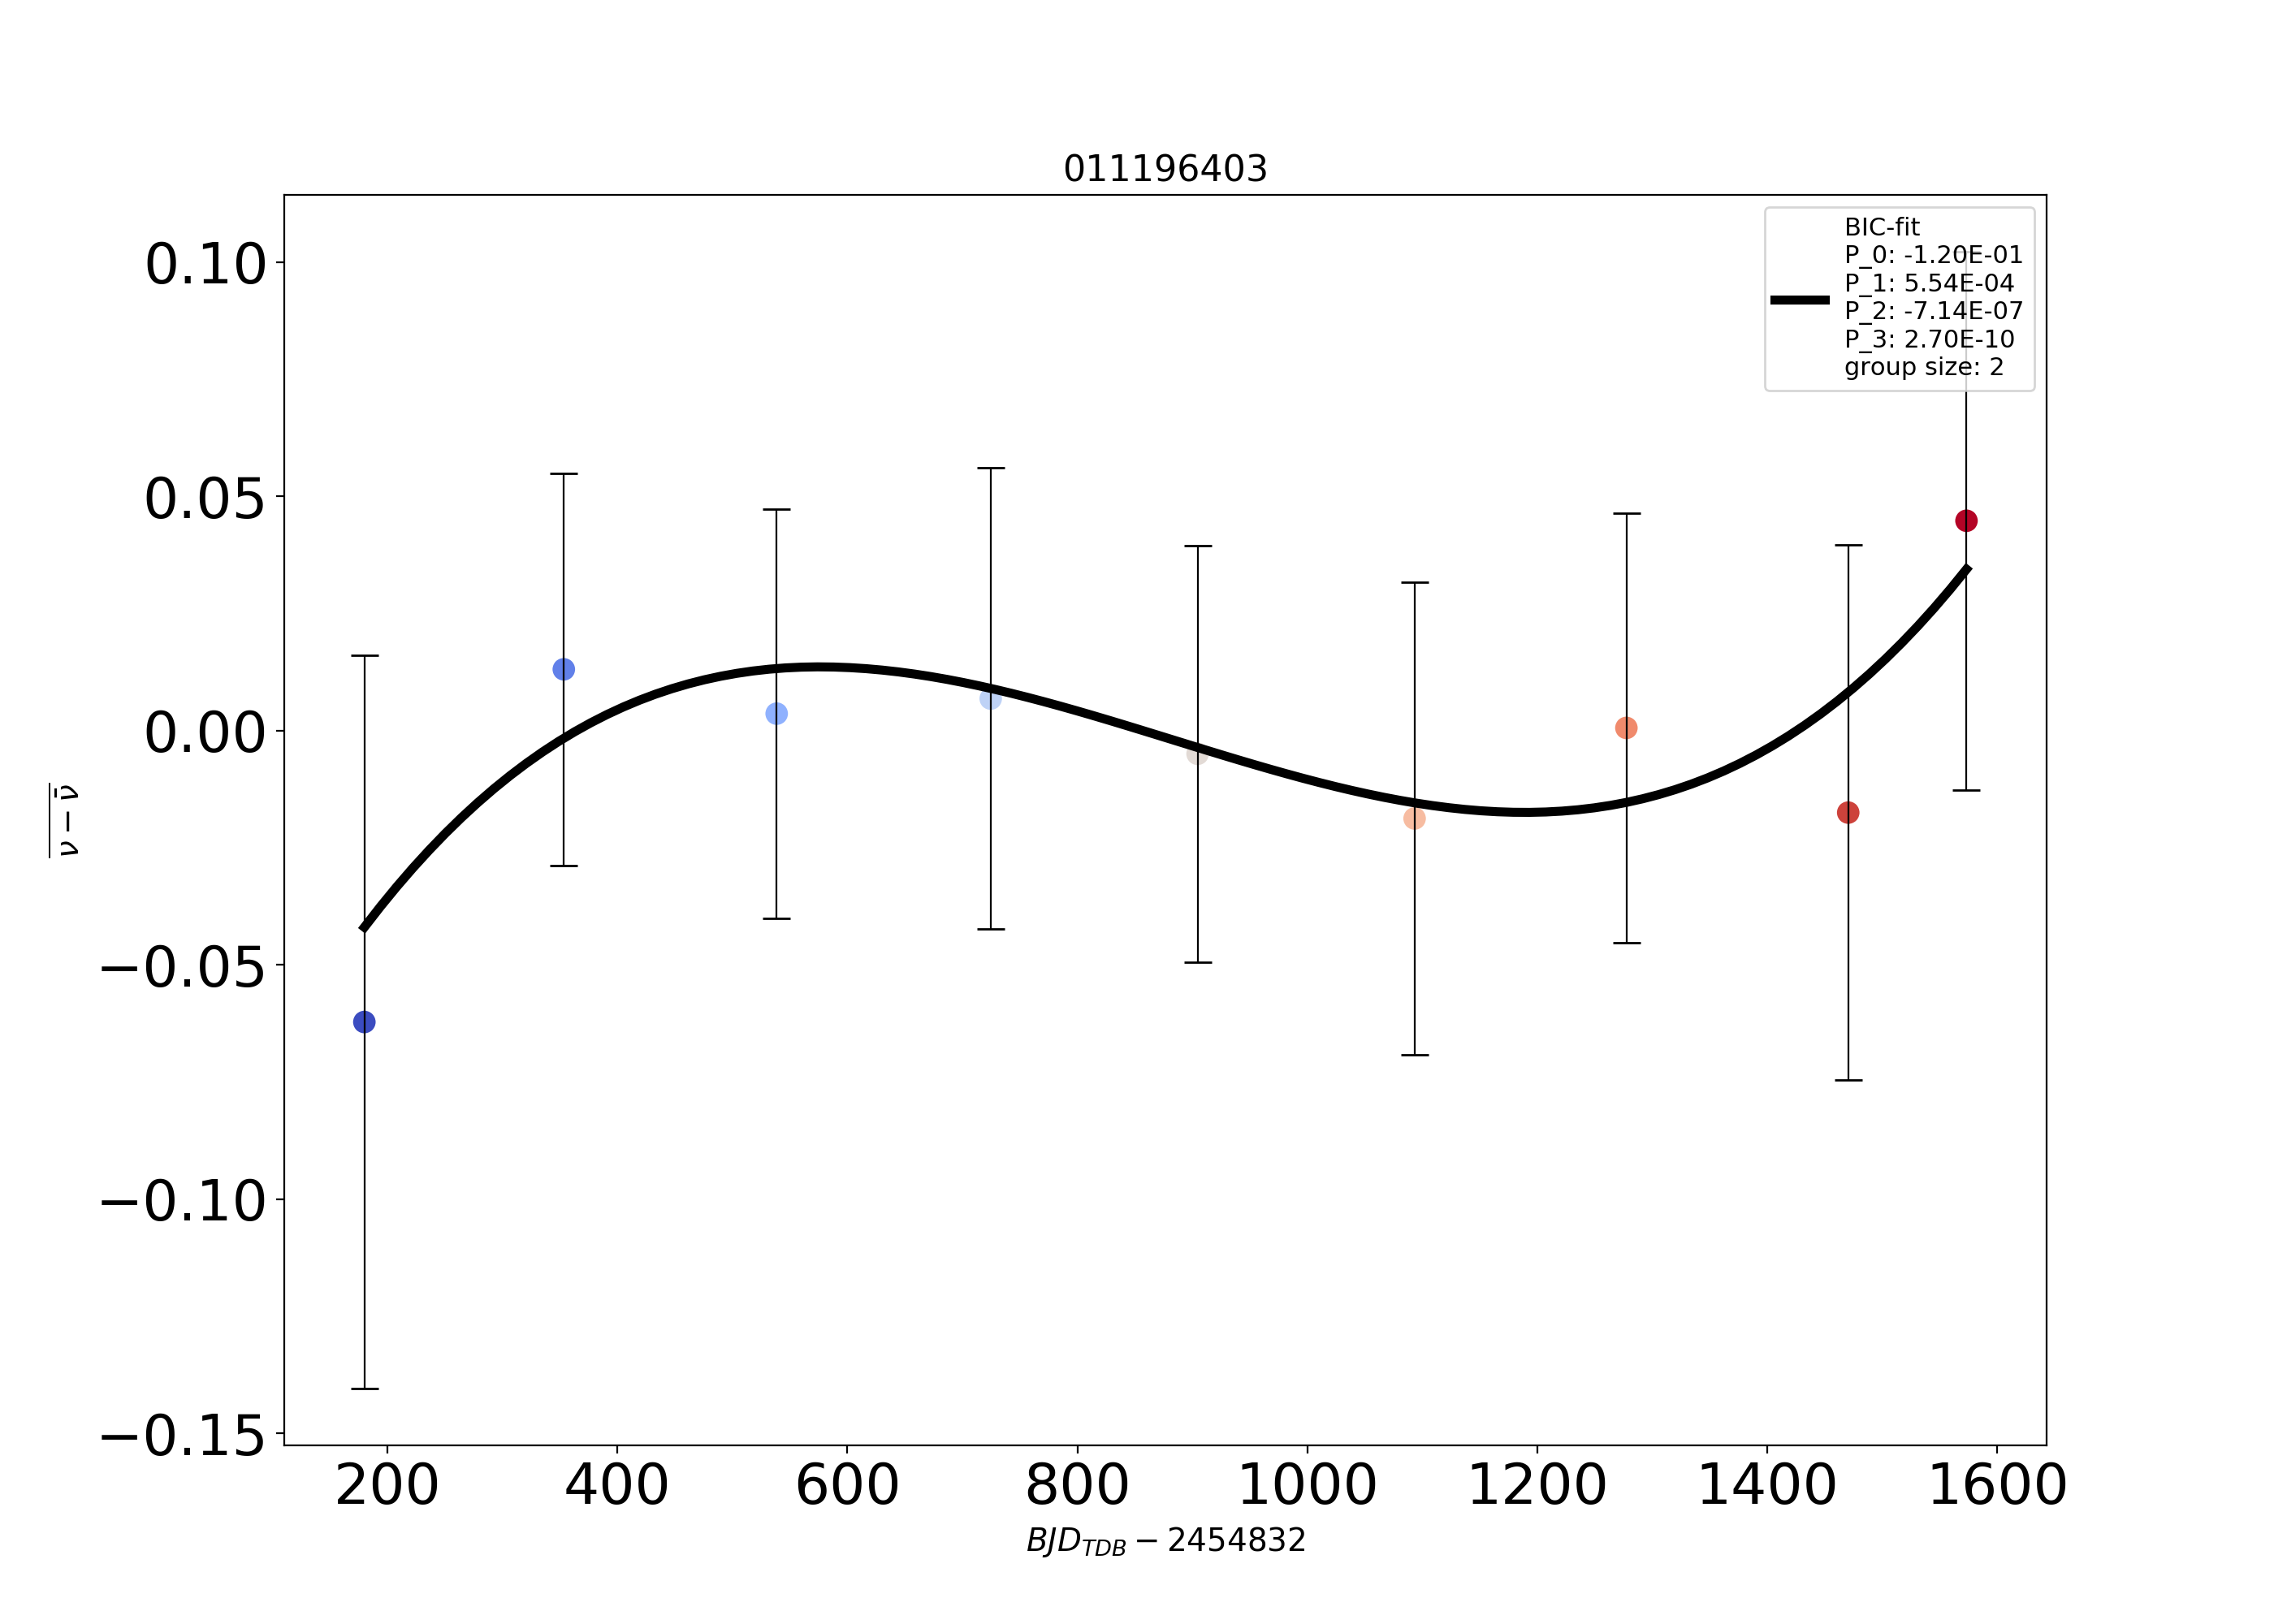 011196403
BIC-fit
P_0: -1.20E-01
P_1: 5.54E-04
P_2: -7.14E-07
P_3: 2.70E-10
group size: 2
0.10
0.05
0.00
−0.05
−0.10
−0.15
ν − ν̄
200 400 600 800 1000 1200 1400 1600
BJD_TDB − 2454832